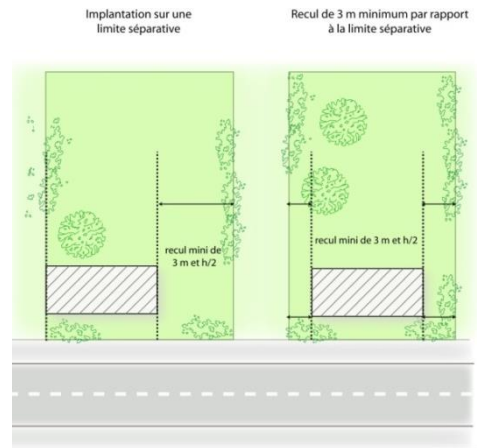 Implantation sur une
limite séparative
Recul de 3 m minimum par rapport
à la limite séparative
recul mini de
3 m et h/2
recul mini de 3 m et h/2